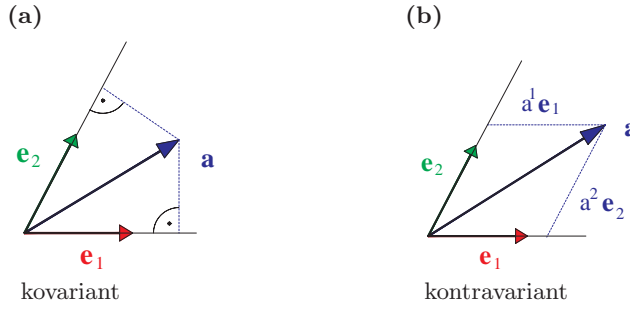 (a)
e₂
a
e₁
kovariant
(b)
a¹e₁
a
e₂
a²e₂
e₁
kontravariant